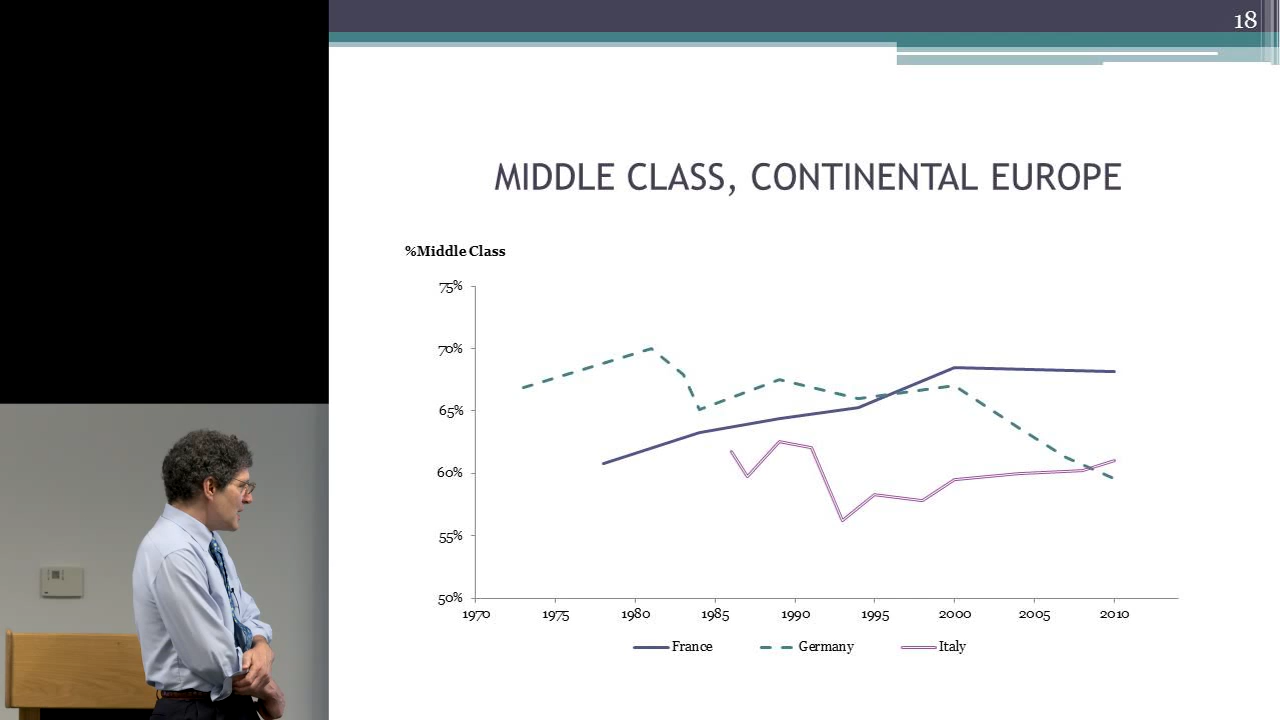 18
MIDDLE CLASS, CONTINENTAL EUROPE
%Middle Class
75%
70%
65%
60%
55%
50%
1970 1975 1980 1985 1990 1995 2000 2005 2010
France Germany Italy